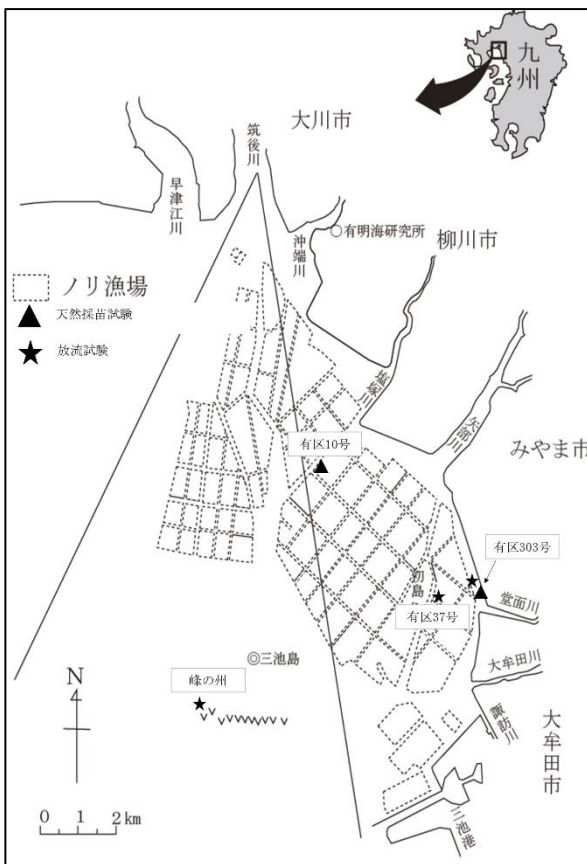 九州
大川市
筑後川
早津江川
沖端川
○有明海研究所
柳川市
ノリ漁場
▲ 天然採苗試験
★ 放流試験
塩塚川
矢部川
みやま市
有区10号
有区303号
初島
有区37号
堂面川
◎三池島
峰の州
大牟田川
諏訪川
大牟田市
三池港
N
0 1 2km